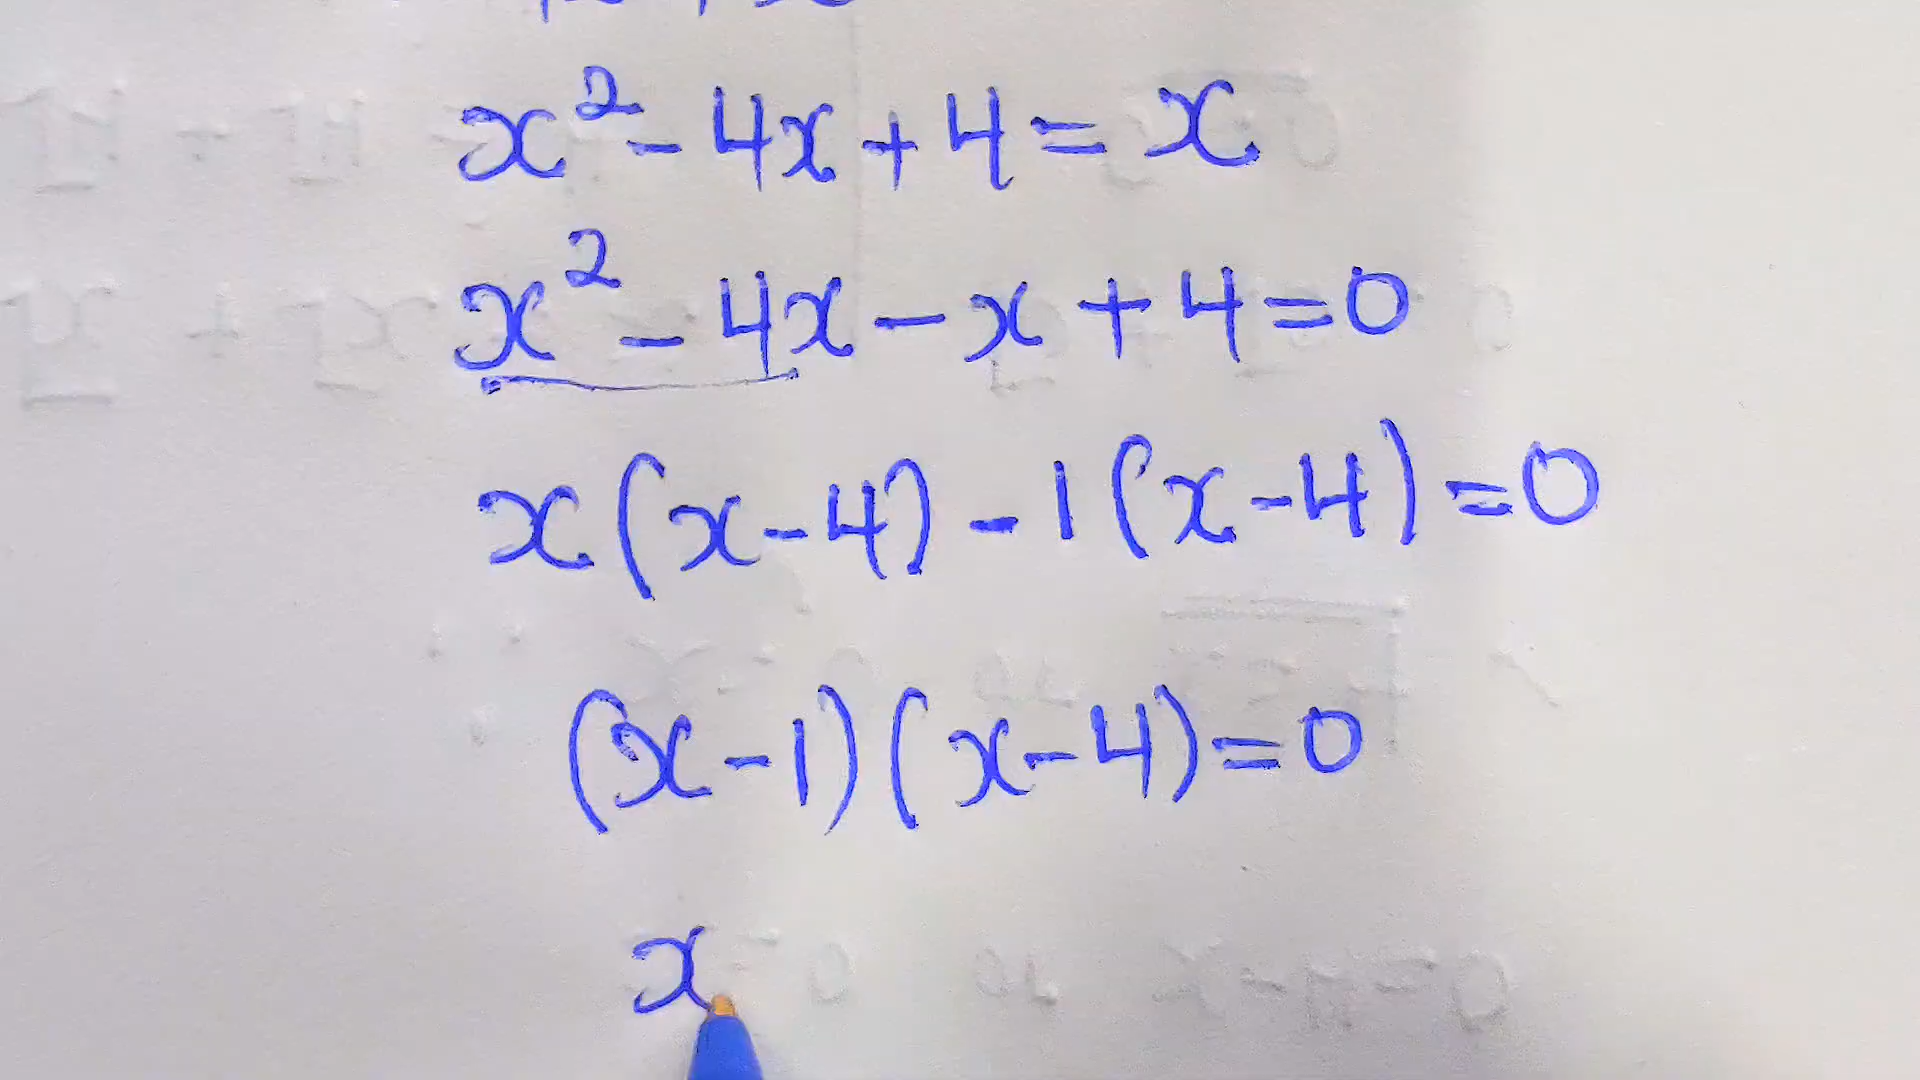 x² - 4x + 4 = x
x² - 4x - x + 4 = 0
x(x - 4) - 1(x - 4) = 0
(x - 1)(x - 4) = 0
x